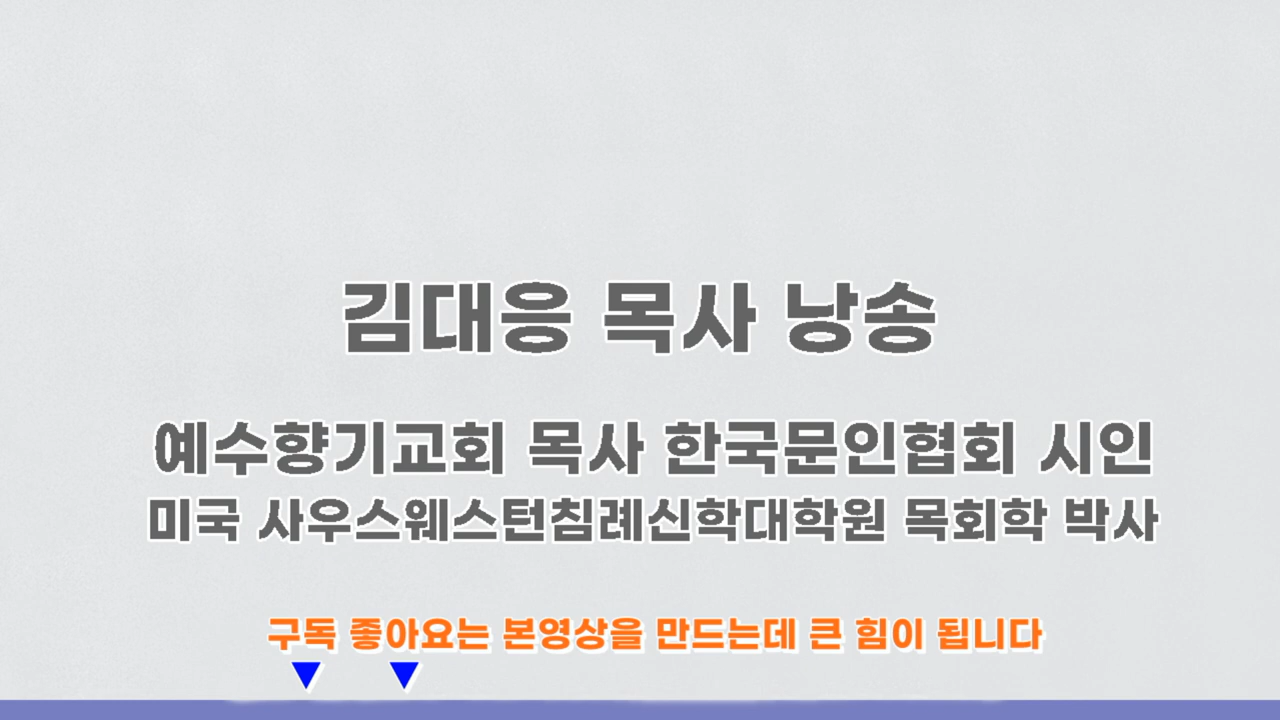 김대응 목사 낭송
예수향기교회 목사 한국문인협회 시인
미국 사우스웨스턴침례신학대학원 목회학 박사
구독 좋아요는 본영상을 만드는데 큰 힘이 됩니다